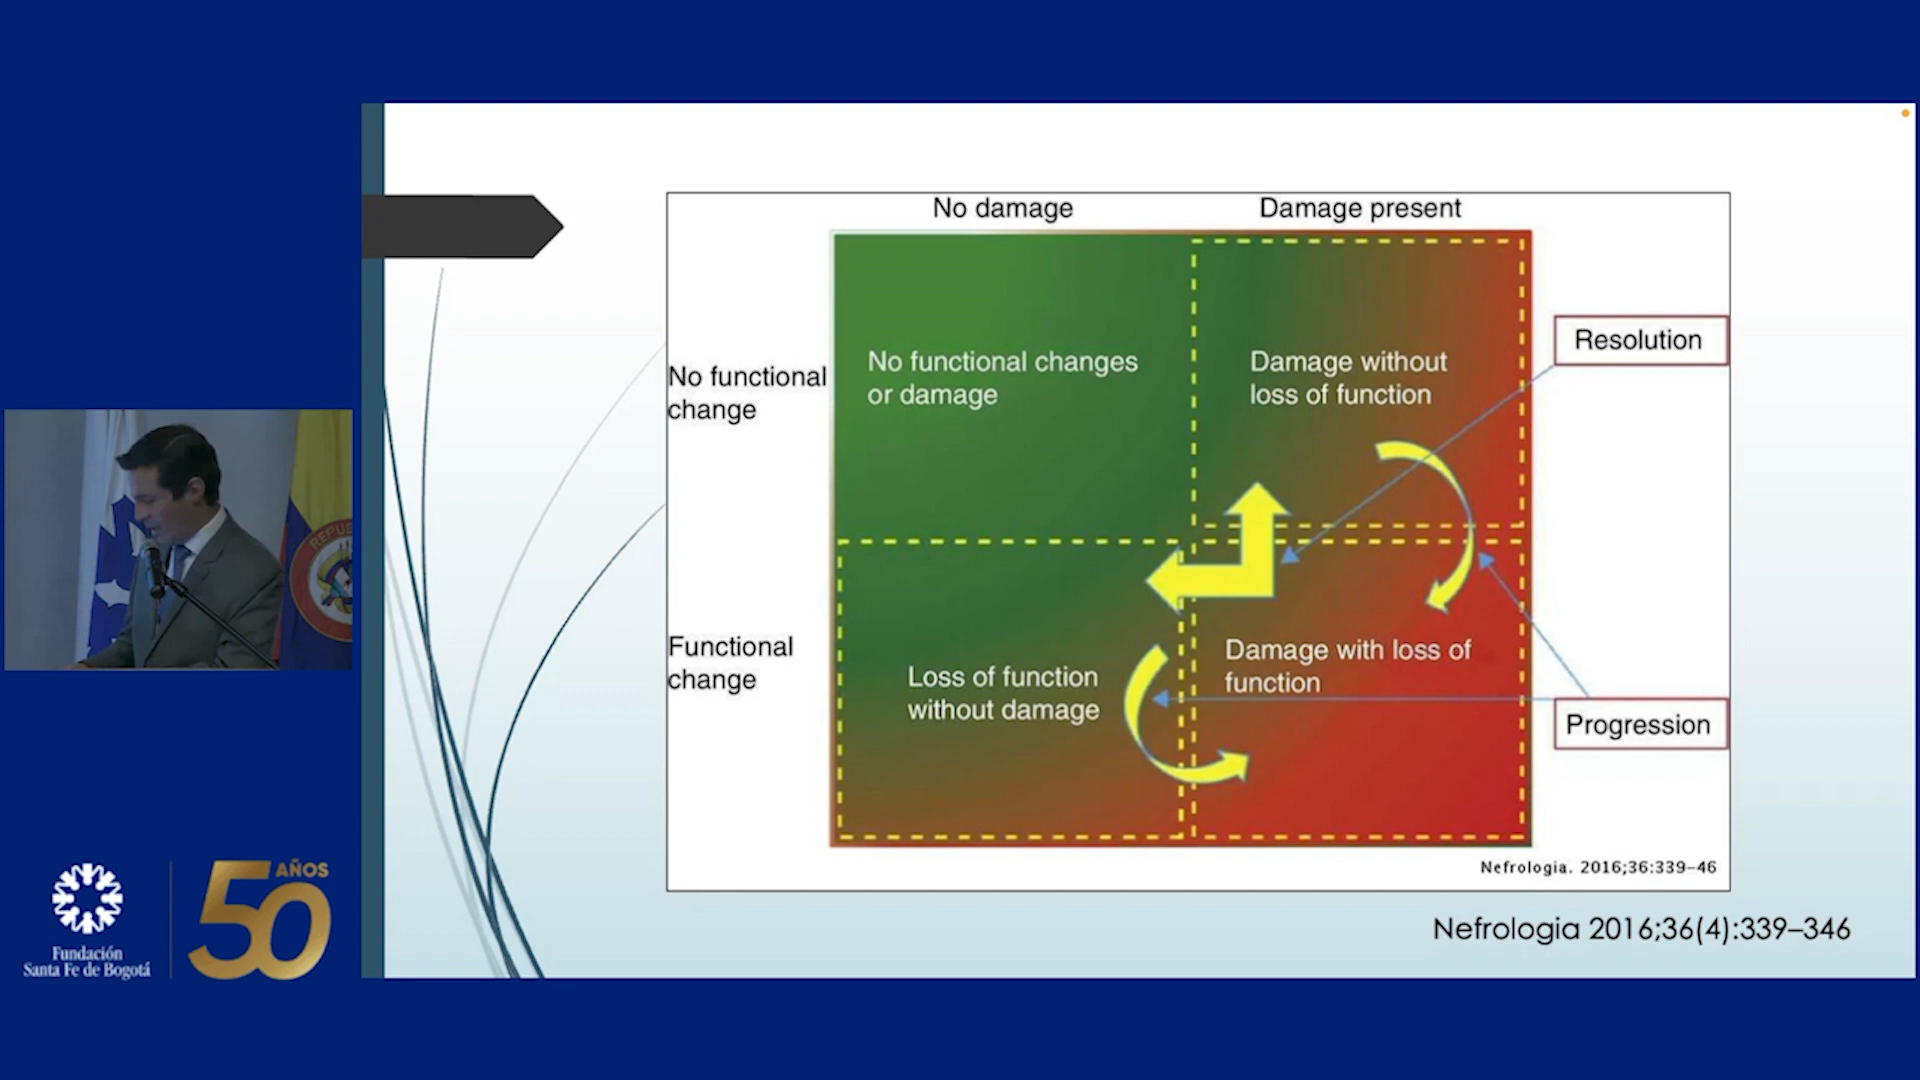 No damage
Damage present
No functional
change
No functional changes
or damage
Damage without
loss of function
Resolution
Functional
change
Loss of function
without damage
Damage with loss of
function
Progression
Nefrologia. 2016;36:339–46
Nefrologia 2016;36(4):339–346
REPUB
Fundación
Santa Fe de Bogotá
50
AÑOS